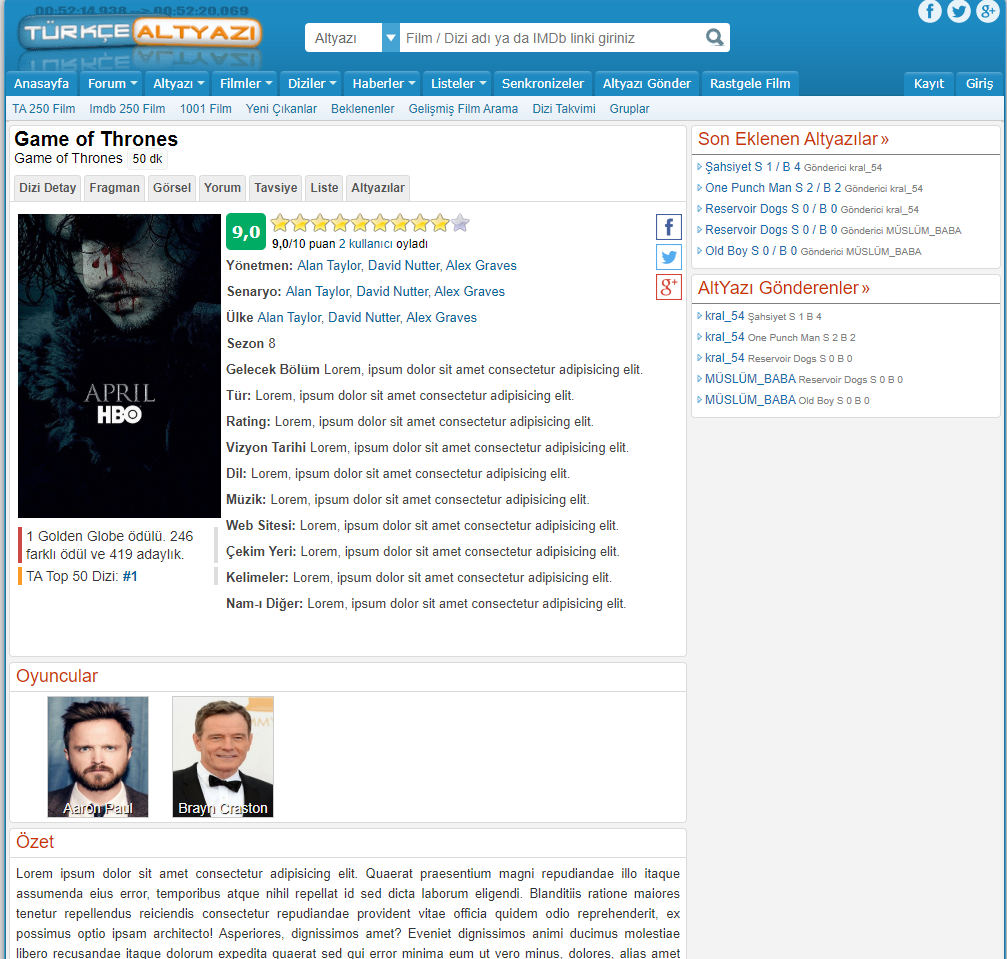 00:52:14.938 --> 00:52:20.069
TÜRKÇE ALTYAZI
Altyazı Film / Dizi adı ya da IMDb linki giriniz
Anasayfa Forum Altyazı Filmler Diziler Haberler Listeler Senkronizeler Altyazı Gönder Rastgele Film Kayıt Giriş
TA 250 Film Imdb 250 Film 1001 Film Yeni Çıkanlar Beklenenler Gelişmiş Film Arama Dizi Takvimi Gruplar
Game of Thrones
Game of Thrones 50 dk
Dizi Detay Fragman Görsel Yorum Tavsiye Liste Altyazılar
APRIL
HBO
1 Golden Globe ödülü. 246
farklı ödül ve 419 adaylık.
TA Top 50 Dizi: #1
9,0
9,0/10 puan 2 kullanıcı oyladı
Yönetmen: Alan Taylor, David Nutter, Alex Graves
Senaryo: Alan Taylor, David Nutter, Alex Graves
Ülke Alan Taylor, David Nutter, Alex Graves
Sezon 8
Gelecek Bölüm Lorem, ipsum dolor sit amet consectetur adipisicing elit.
Tür: Lorem, ipsum dolor sit amet consectetur adipisicing elit.
Rating: Lorem, ipsum dolor sit amet consectetur adipisicing elit.
Vizyon Tarihi Lorem, ipsum dolor sit amet consectetur adipisicing elit.
Dil: Lorem, ipsum dolor sit amet consectetur adipisicing elit.
Müzik: Lorem, ipsum dolor sit amet consectetur adipisicing elit.
Web Sitesi: Lorem, ipsum dolor sit amet consectetur adipisicing elit.
Çekim Yeri: Lorem, ipsum dolor sit amet consectetur adipisicing elit.
Kelimeler: Lorem, ipsum dolor sit amet consectetur adipisicing elit.
Nam-ı Diğer: Lorem, ipsum dolor sit amet consectetur adipisicing elit.
Oyuncular
Aaron Paul Brayn Craston
Özet
Lorem ipsum dolor sit amet consectetur adipisicing elit. Quaerat praesentium magni repudiandae illo itaque
assumenda eius error, temporibus atque nihil repellat id sed dicta laborum eligendi. Blanditiis ratione maiores
tenetur repellendus reiciendis consectetur repudiandae provident vitae officia quidem odio reprehenderit, ex
possimus optio ipsam architecto! Asperiores, dignissimos amet? Eveniet dignissimos animi ducimus molestiae
libero recusandae itaque dolorum expedita quaerat sed qui error minima eum ut vero minus, dolores, alias amet
Son Eklenen Altyazılar »
Şahsiyet S 1 / B 4 Gönderici kral_54
One Punch Man S 2 / B 2 Gönderici kral_54
Reservoir Dogs S 0 / B 0 Gönderici kral_54
Reservoir Dogs S 0 / B 0 Gönderici MÜSLÜM_BABA
Old Boy S 0 / B 0 Gönderici MÜSLÜM_BABA
AltYazı Gönderenler »
kral_54 Şahsiyet S 1 B 4
kral_54 One Punch Man S 2 B 2
kral_54 Reservoir Dogs S 0 B 0
MÜSLÜM_BABA Reservoir Dogs S 0 B 0
MÜSLÜM_BABA Old Boy S 0 B 0